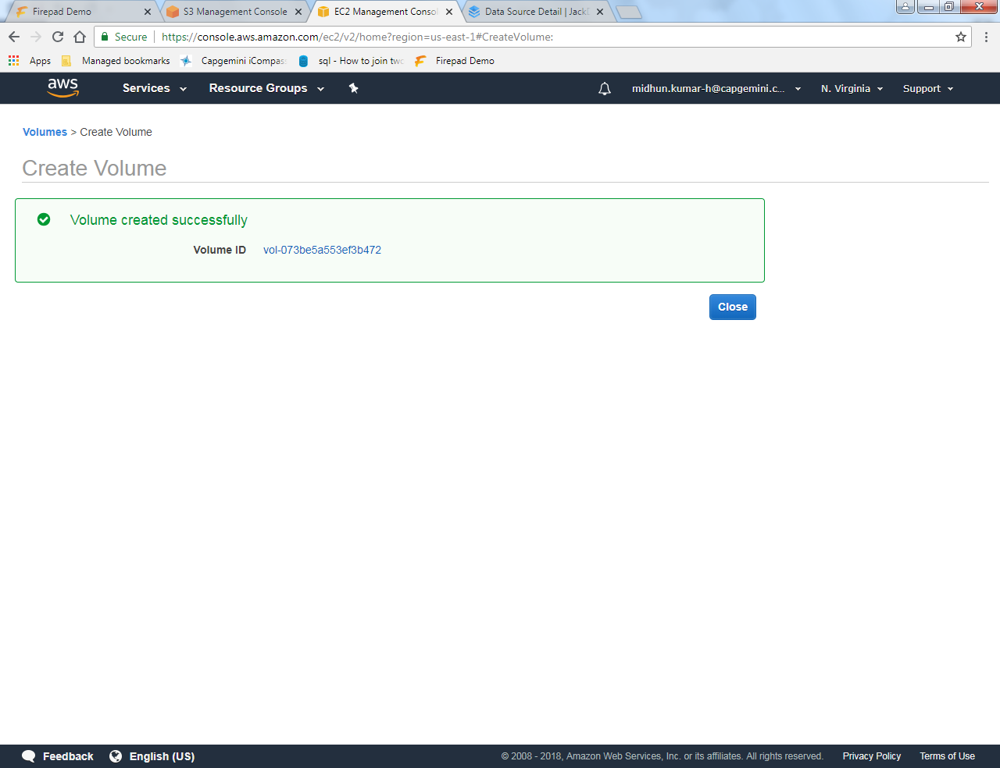 Firepad Demo
S3 Management Console
EC2 Management Consol
Data Source Detail | Jack
Secure
https://console.aws.amazon.com/ec2/v2/home?region=us-east-1#CreateVolume:
Apps
Managed bookmarks
Capgemini iCompass
sql - How to join two
Firepad Demo
aws
Services
Resource Groups
midhun.kumar-h@capgemini.c...
N. Virginia
Support
Volumes > Create Volume
Create Volume
Volume created successfully
Volume ID vol-073be5a553ef3b472
Close
Feedback
English (US)
© 2008 - 2018, Amazon Web Services, Inc. or its affiliates. All rights reserved.
Privacy Policy
Terms of Use